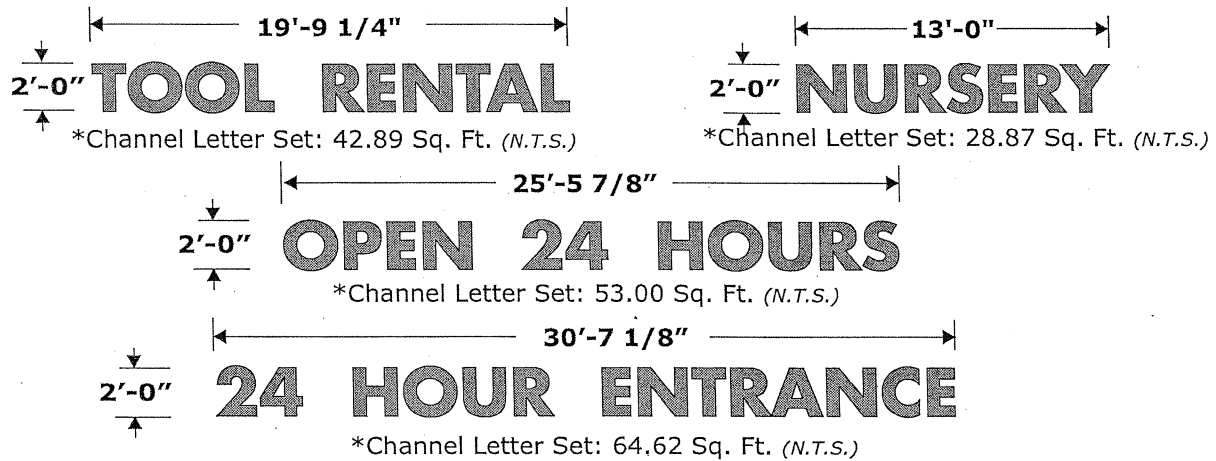 19'-9 1/4"
2'-0"
TOOL RENTAL
*Channel Letter Set: 42.89 Sq. Ft. (N.T.S.)
13'-0"
2'-0"
NURSERY
*Channel Letter Set: 28.87 Sq. Ft. (N.T.S.)
25'-5 7/8"
2'-0"
OPEN 24 HOURS
*Channel Letter Set: 53.00 Sq. Ft. (N.T.S.)
30'-7 1/8"
2'-0"
24 HOUR ENTRANCE
*Channel Letter Set: 64.62 Sq. Ft. (N.T.S.)